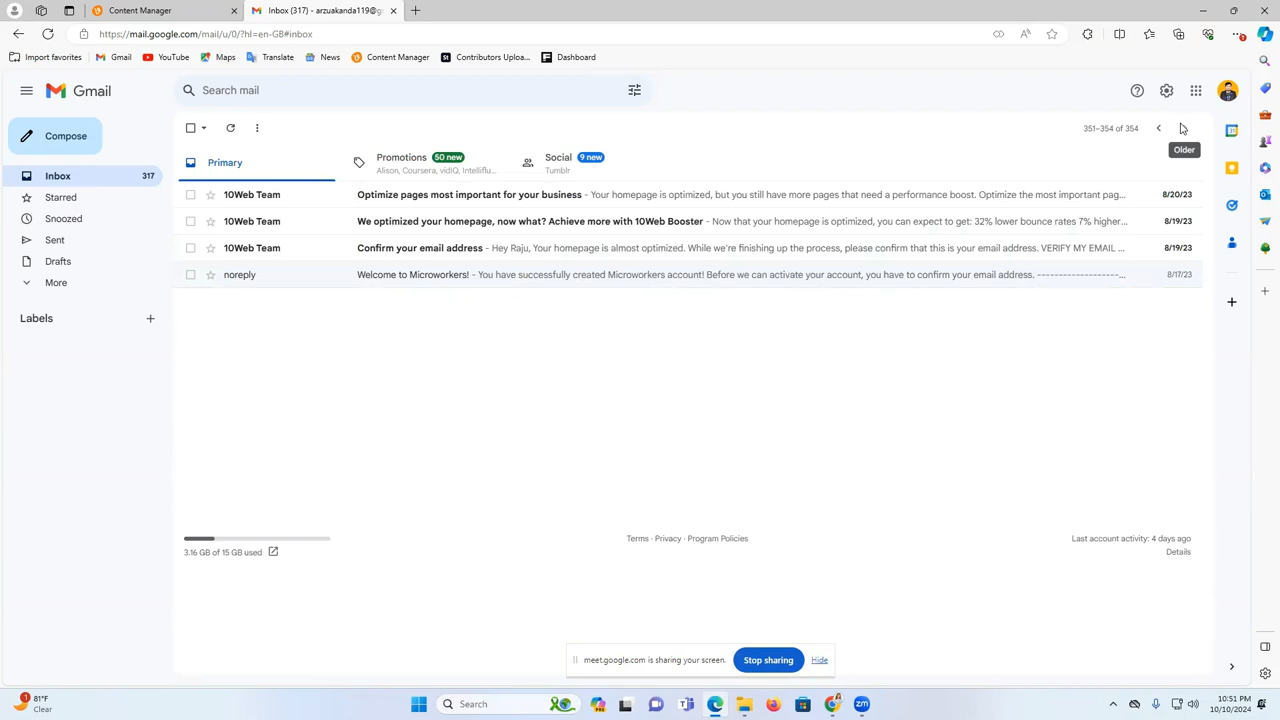 Content Manager
Inbox (317) - arzuakanda119@g
https://mail.google.com/mail/u/0/?hl=en-GB#inbox
Import favorites
Gmail
YouTube
Maps
Translate
News
Content Manager
Contributors Uploa...
Dashboard
Gmail
Search mail
Compose
351–354 of 354
Older
Inbox 317
Starred
Snoozed
Sent
Drafts
More
Labels
Primary
Promotions 50 new
Alison, Coursera, vidIQ, Intelliflu...
Social 9 new
Tumblr
10Web Team Optimize pages most important for your business - Your homepage is optimized, but you still have more pages that need a performance boost. Optimize the most important pag... 8/20/23
10Web Team We optimized your homepage, now what? Achieve more with 10Web Booster - Now that your homepage is optimized, you can expect to get: 32% lower bounce rates 7% higher... 8/19/23
10Web Team Confirm your email address - Hey Raju, Your homepage is almost optimized. While we're finishing up the process, please confirm that this is your email address. VERIFY MY EMAIL ... 8/19/23
noreply Welcome to Microworkers! - You have successfully created Microworkers account! Before we can activate your account, you have to confirm your email address. -------------------... 8/17/23
3.16 GB of 15 GB used
Terms · Privacy · Program Policies
Last account activity: 4 days ago
Details
meet.google.com is sharing your screen.
Stop sharing
Hide
1
81°F
Clear
Search
10:51 PM
10/10/2024